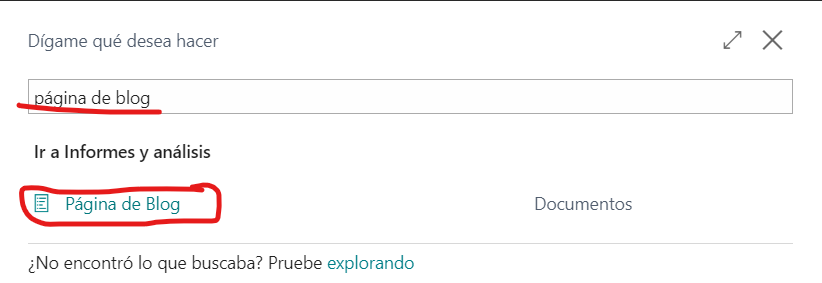 Dígame qué desea hacer
página de blog
Ir a Informes y análisis
Página de Blog Documentos
¿No encontró lo que buscaba? Pruebe explorando